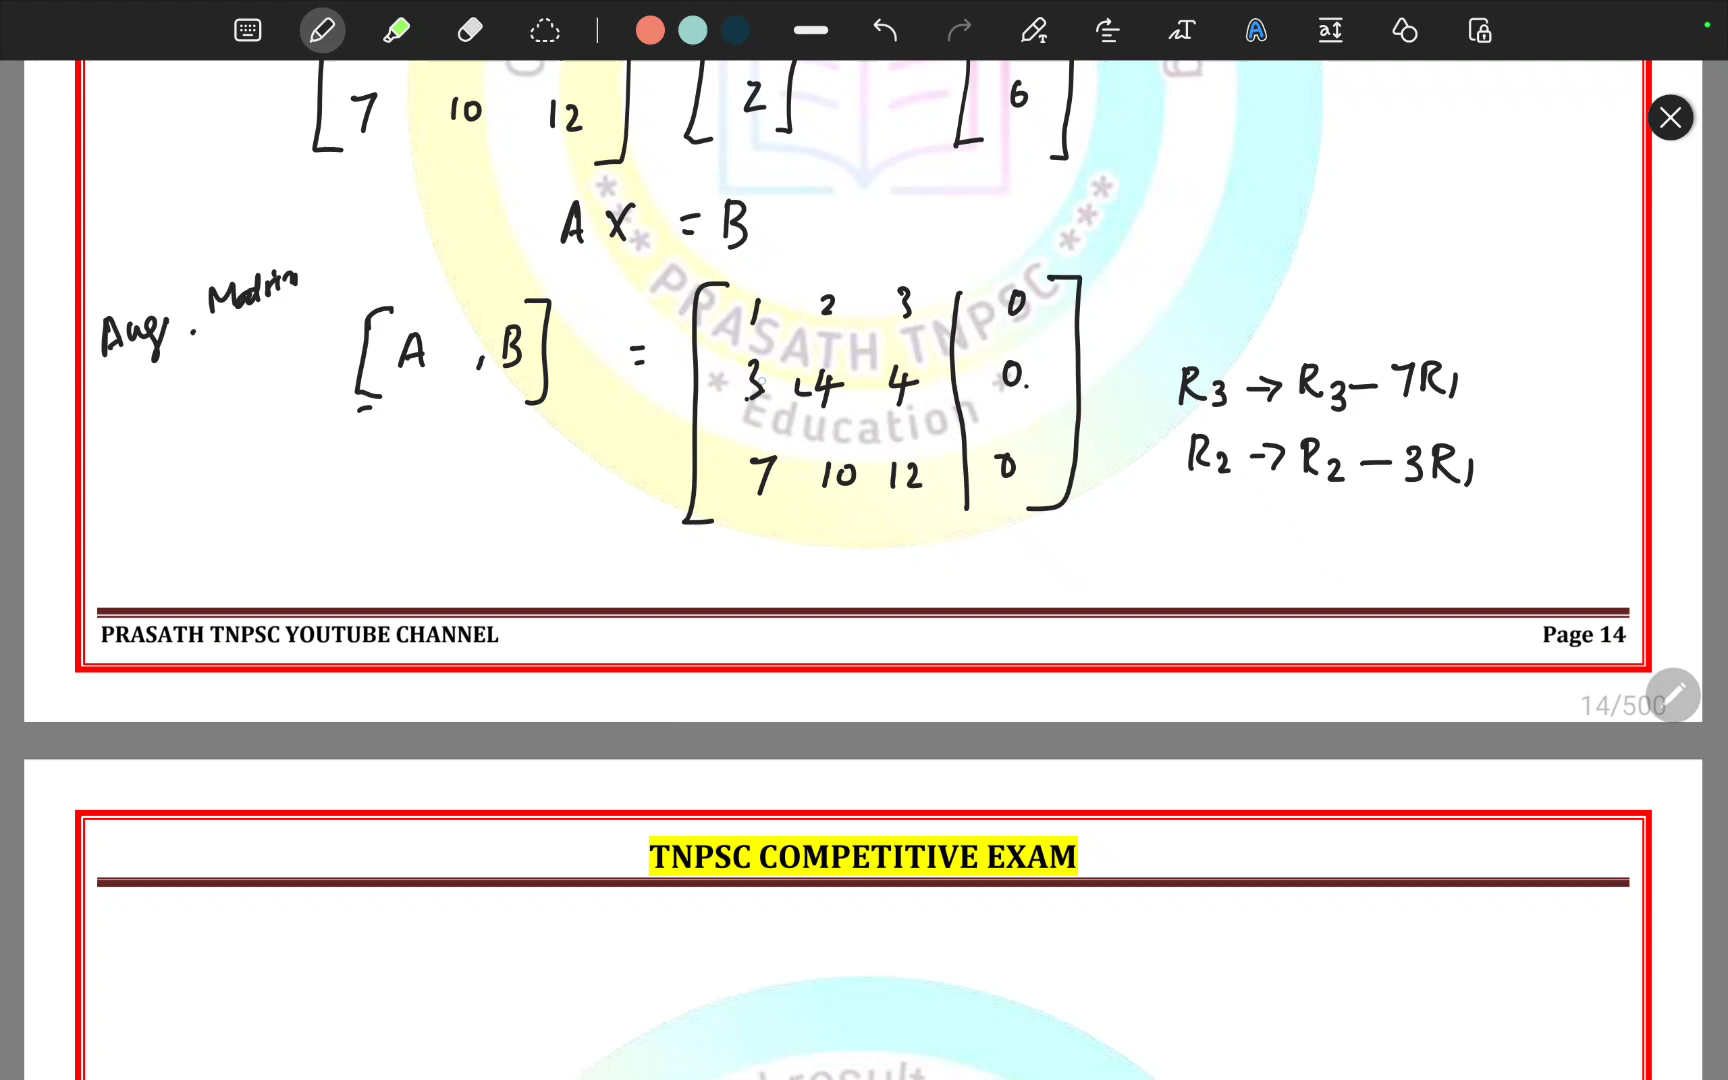 7 10 12 2 6
A X = B
Aug. Matrix
[A , B] = 1 2 3 | 0
3 4 4 | 0.
7 10 12 | 0
R3 → R3 – 7R1
R2 → R2 – 3R1
*** PRASATH TNPSC ***
* Education *
PRASATH TNPSC YOUTUBE CHANNEL Page 14
14/500
TNPSC COMPETITIVE EXAM